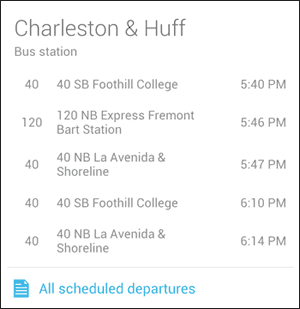 Charleston & Huff
Bus station
40 40 SB Foothill College 5:40 PM
120 120 NB Express Fremont Bart Station 5:46 PM
40 40 NB La Avenida & Shoreline 5:47 PM
40 40 SB Foothill College 6:10 PM
40 40 NB La Avenida & Shoreline 6:14 PM
All scheduled departures